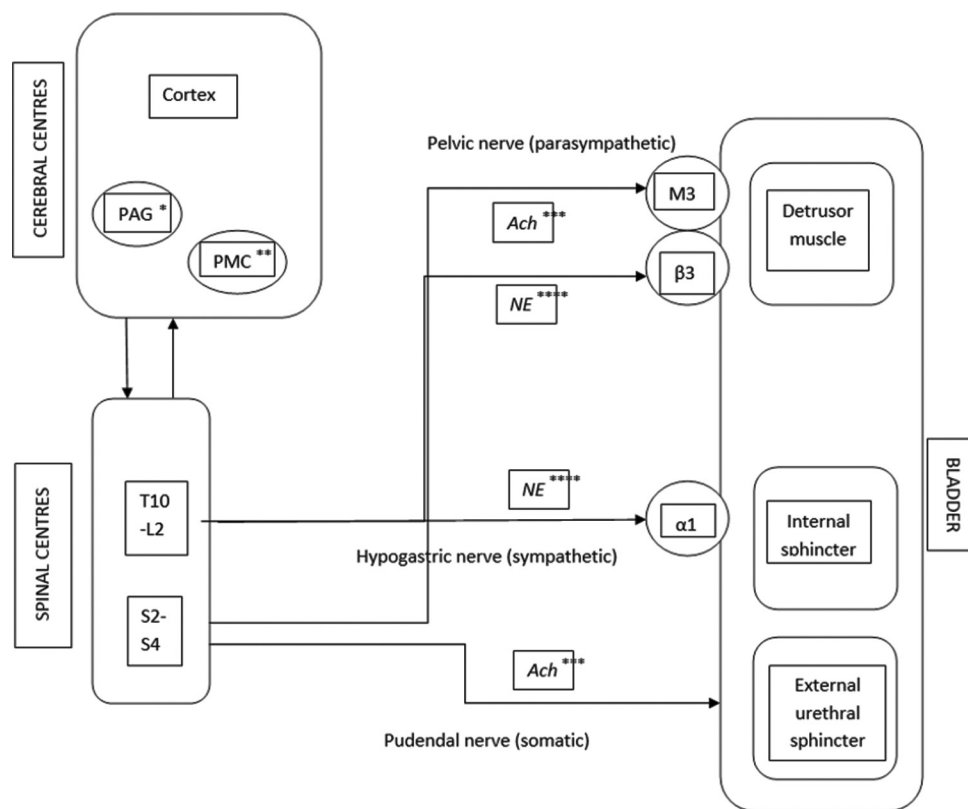 CEREBRAL CENTRES
Cortex
PAG *
PMC **
Pelvic nerve (parasympathetic)
M3
Ach ***
β3
NE ****
Detrusor
muscle
SPINAL CENTRES
T10
-L2
NE ****
α1
Hypogastric nerve (sympathetic)
Internal
sphincter
BLADDER
S2-
S4
Ach ***
Pudendal nerve (somatic)
External
urethral
sphincter